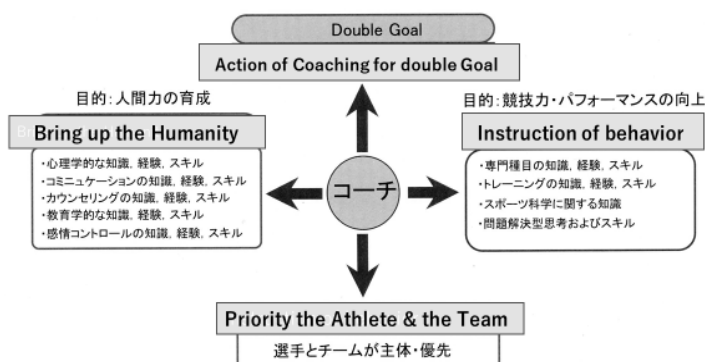 Double Goal
Action of Coaching for double Goal
目的：人間力の育成
Bring up the Humanity
・心理学的な知識，経験，スキル
・コミニュケーションの知識，経験，スキル
・カウンセリングの知識，経験，スキル
・教育学的な知識，経験，スキル
・感情コントロールの知識，経験，スキル
コーチ
目的：競技力・パフォーマンスの向上
Instruction of behavior
・専門種目の知識，経験，スキル
・トレーニングの知識，経験，スキル
・スポーツ科学に関する知識
・問題解決型思考およびスキル
Priority the Athlete & the Team
選手とチームが主体・優先